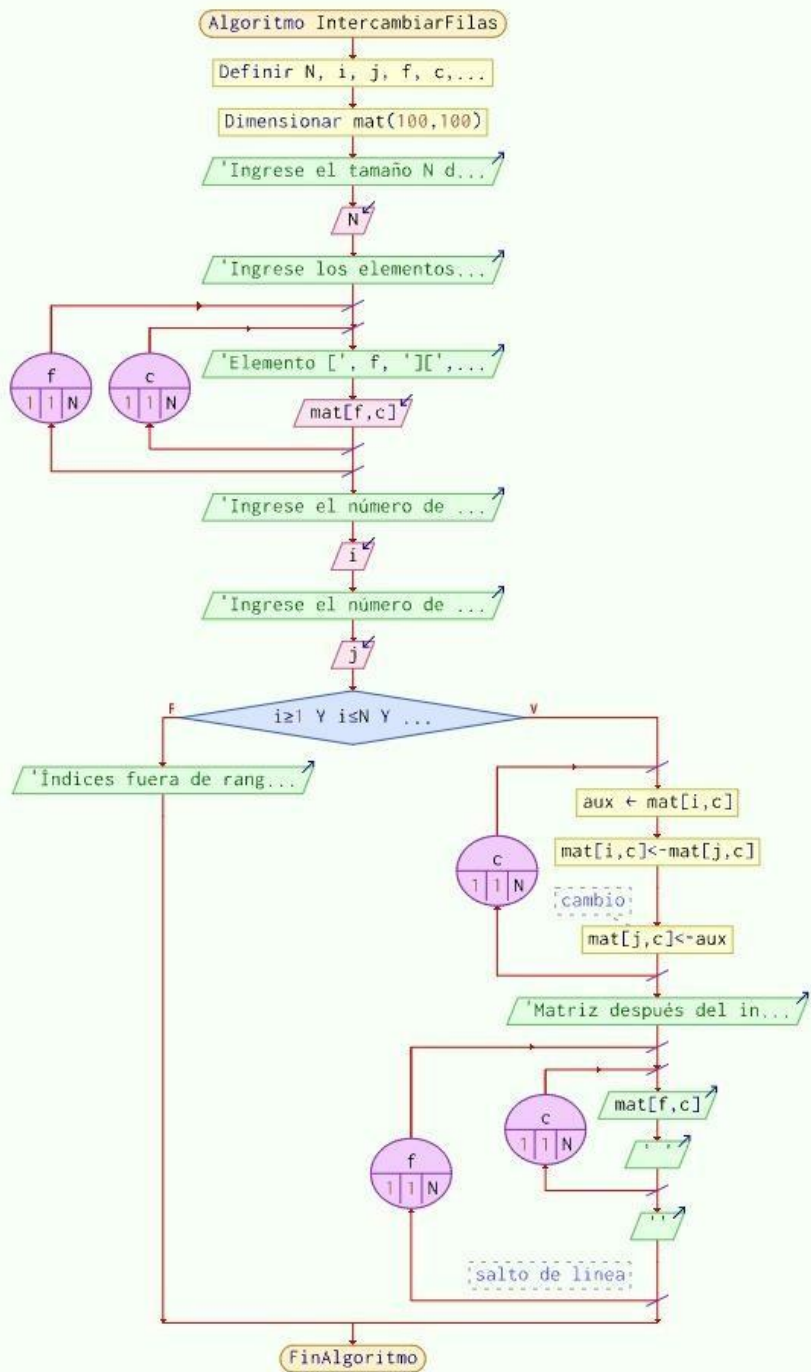 Algoritmo IntercambiarFilas
Definir N, i, j, f, c,...
Dimensionar mat(100,100)
'Ingrese el tamaño N d...
N
'Ingrese los elementos...
'Elemento [', f, '][',...
f
1 1 N
c
1 1 N
mat[f,c]
'Ingrese el número de ...
i
'Ingrese el número de ...
j
F
i≥1 Y i≤N Y ...
V
'Índices fuera de rang...
aux ← mat[i,c]
mat[i,c]<-mat[j,c]
c
1 1 N
cambio
mat[j,c]<-aux
'Matriz después del in...
mat[f,c]
c
1 1 N
' '
f
1 1 N
''
salto de linea
FinAlgoritmo